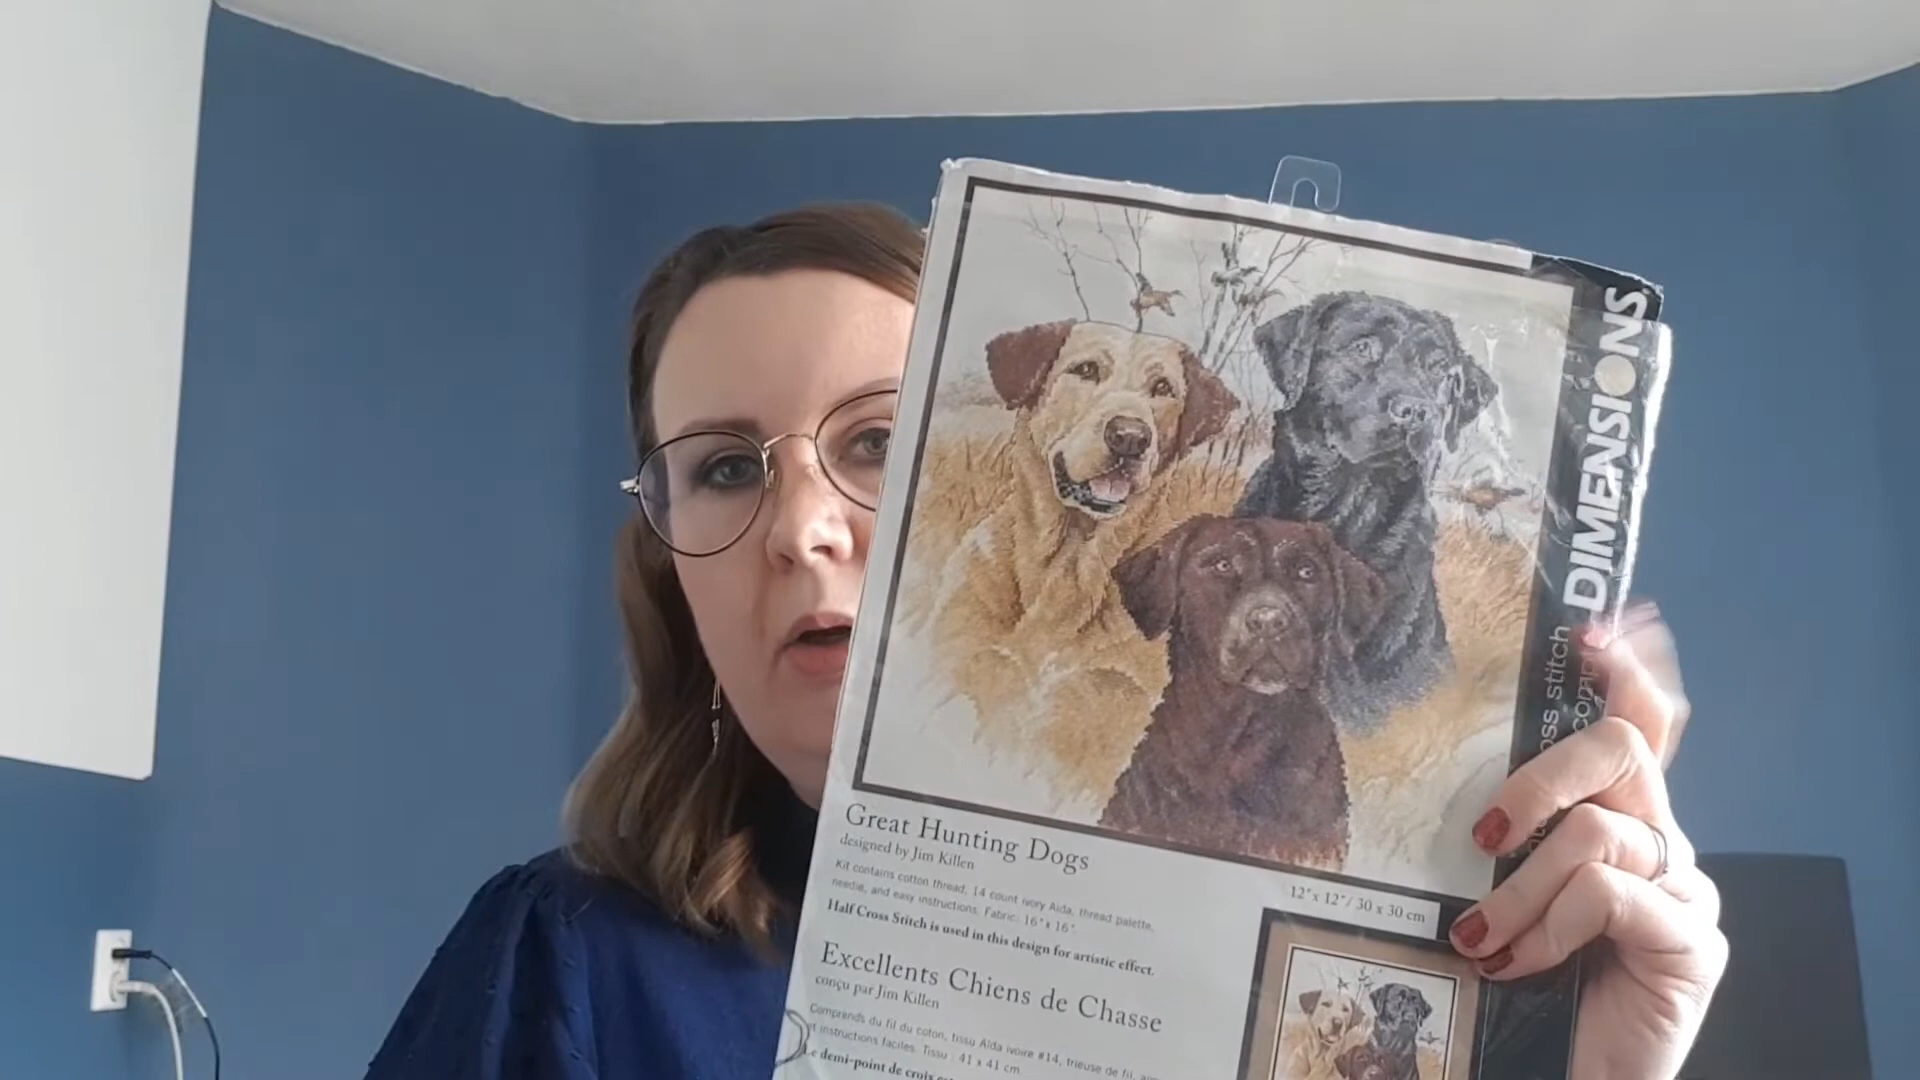 DIMENSIONS
oss stitch
Great Hunting Dogs
designed by Jim Killen
Kit contains cotton thread, 14 count ivory Aida, thread palette,
needle, and easy instructions. Fabric: 16" x 16".
Half Cross Stitch is used in this design for artistic effect.
12" x 12"/ 30 x 30 cm
Excellents Chiens de Chasse
conçu par Jim Killen
Comprends du fil du coton, tissu Aïda ivoire #14, trieuse de fil,
et instructions faciles. Tissu : 41 x 41 cm.
Le demi-point de croix